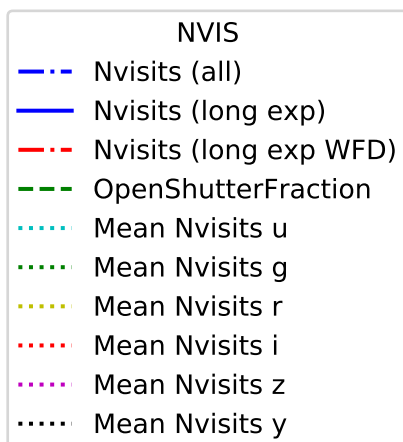 NVIS
Nvisits (all)
Nvisits (long exp)
Nvisits (long exp WFD)
OpenShutterFraction
Mean Nvisits u
Mean Nvisits g
Mean Nvisits r
Mean Nvisits i
Mean Nvisits z
Mean Nvisits y